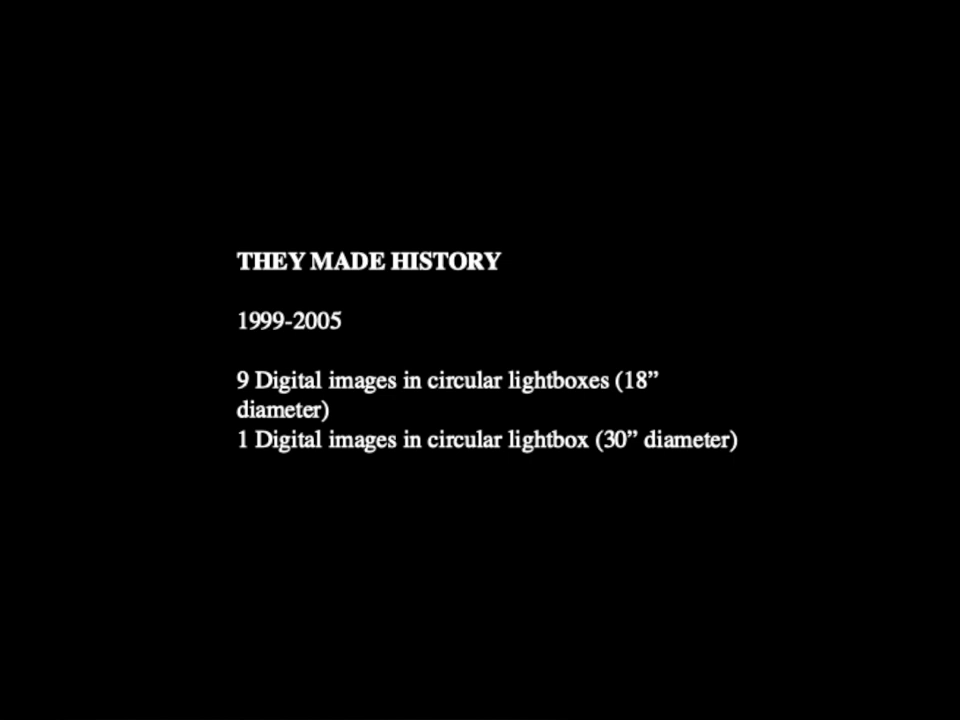 THEY MADE HISTORY
1999-2005
9 Digital images in circular lightboxes (18”
diameter)
1 Digital images in circular lightbox (30” diameter)